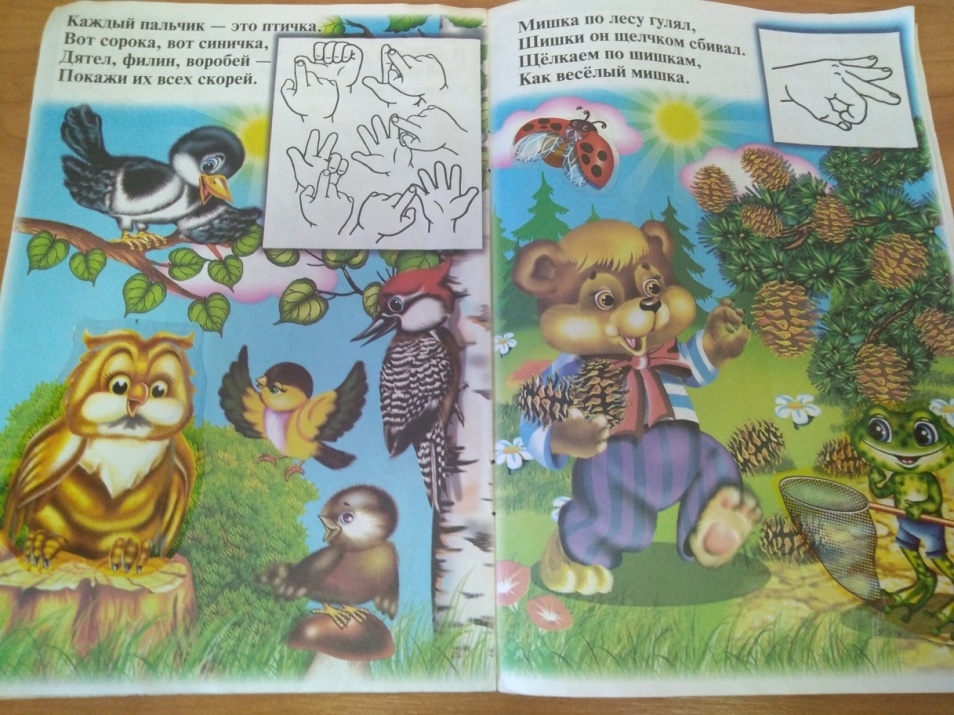 Каждый пальчик — это птичка.
Вот сорока, вот синичка,
Дятел, филин, воробей —
Покажи их всех скорей.
Мишка по лесу гулял,
Шишки он щелчком сбивал.
Щёлкаем по шишкам,
Как весёлый мишка.